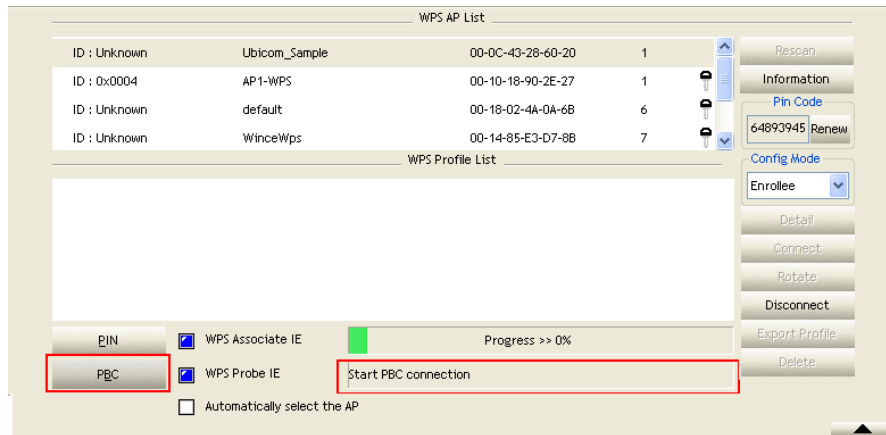 WPS AP List
ID : Unknown Ubicom_Sample 00-0C-43-28-60-20 1
ID : 0x0004 AP1-WPS 00-10-18-90-2E-27 1
ID : Unknown default 00-18-02-4A-0A-6B 6
ID : Unknown WinceWps 00-14-85-E3-D7-8B 7
WPS Profile List
Rescan
Information
Pin Code
64893945 Renew
Config Mode
Enrollee
Detail
Connect
Rotate
Disconnect
Export Profile
Delete
PIN WPS Associate IE Progress >> 0%
PBC WPS Probe IE Start PBC connection
Automatically select the AP